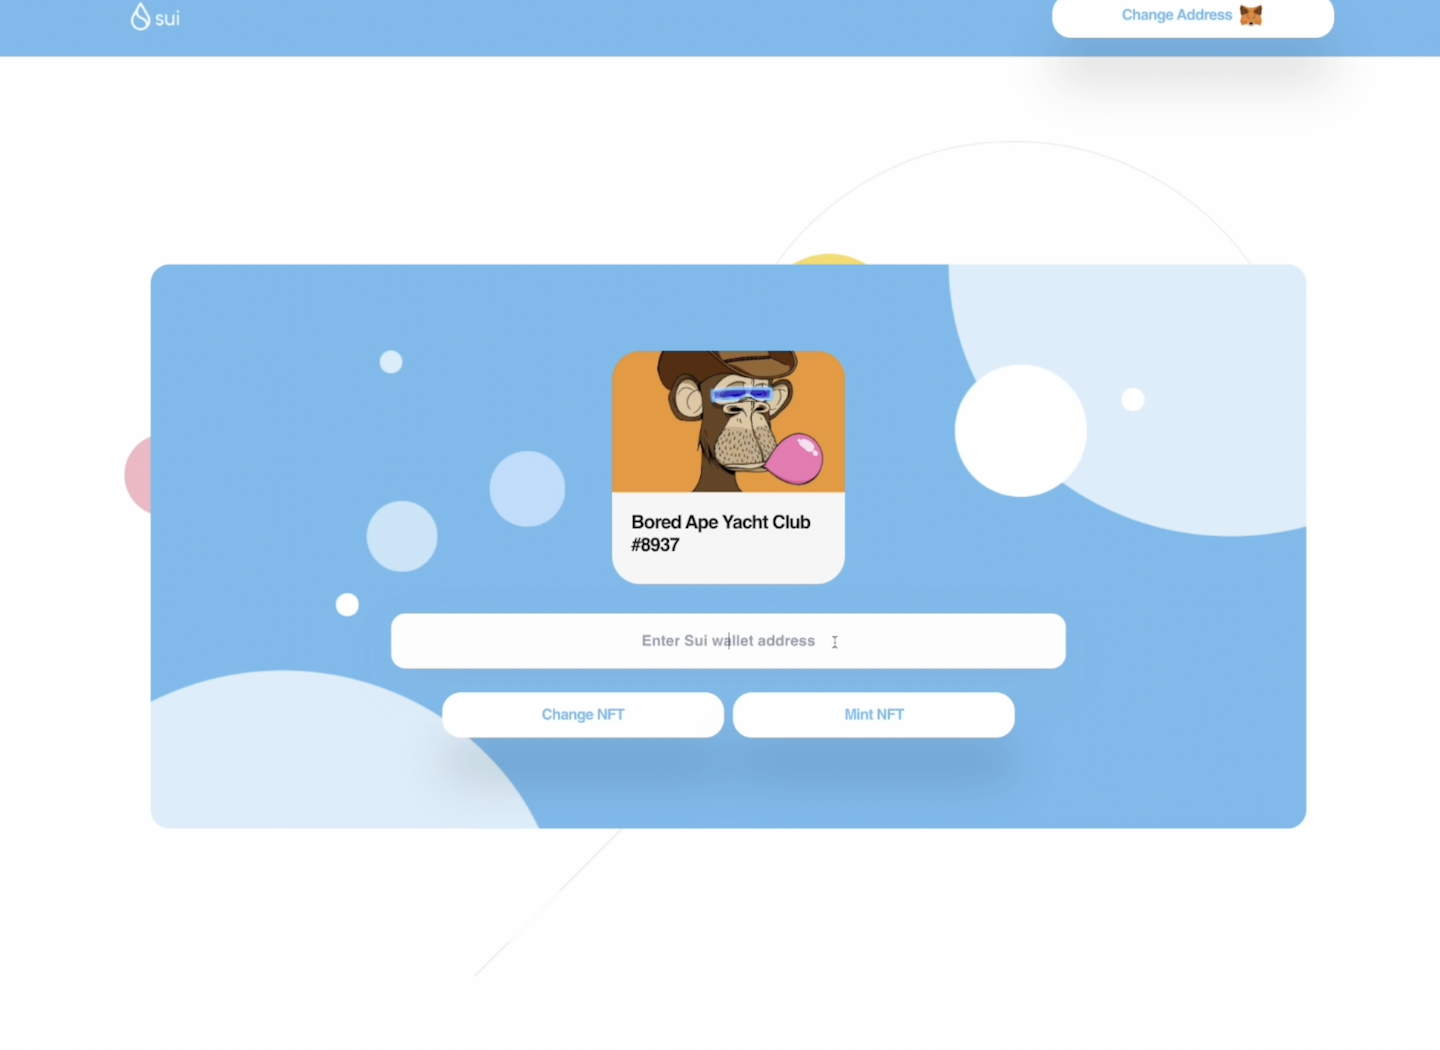 sui
Change Address
Bored Ape Yacht Club
#8937
Enter Sui wallet address
Change NFT
Mint NFT